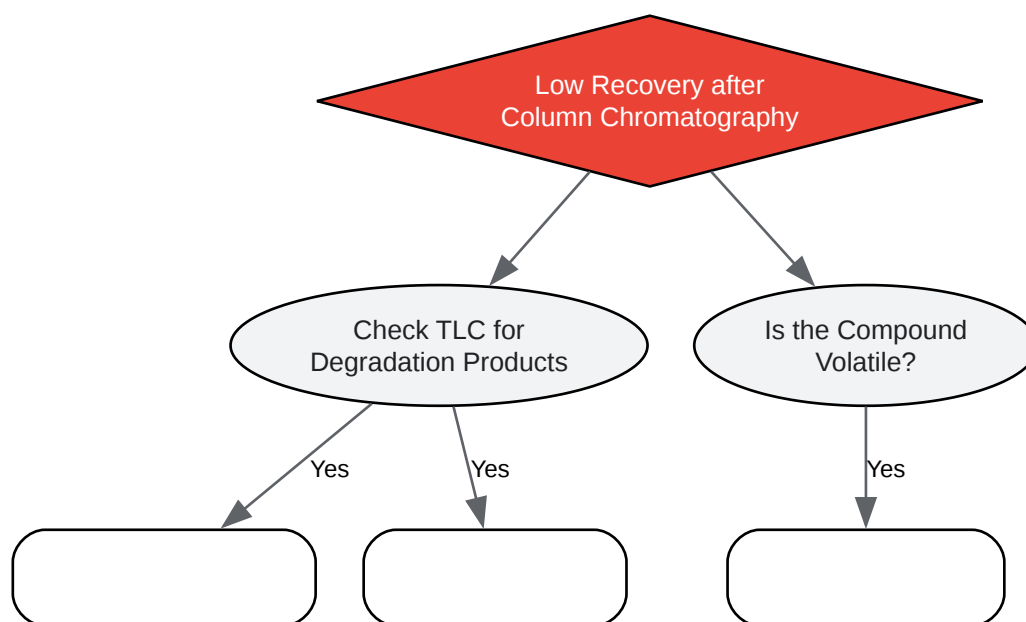 Low Recovery after
Column Chromatography
Check TLC for
Degradation Products
Is the Compound
Volatile?
Yes
Yes
Yes